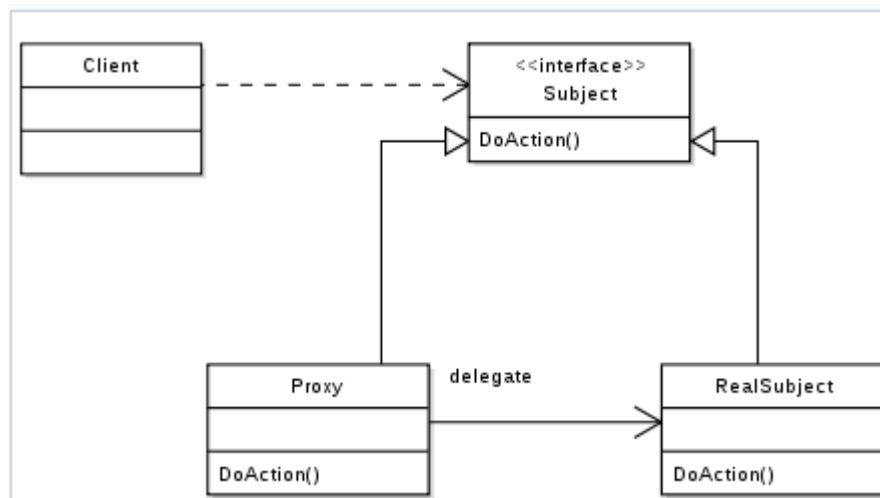 Client
<<interface>>
Subject
DoAction()
Proxy
delegate
RealSubject
DoAction()
DoAction()